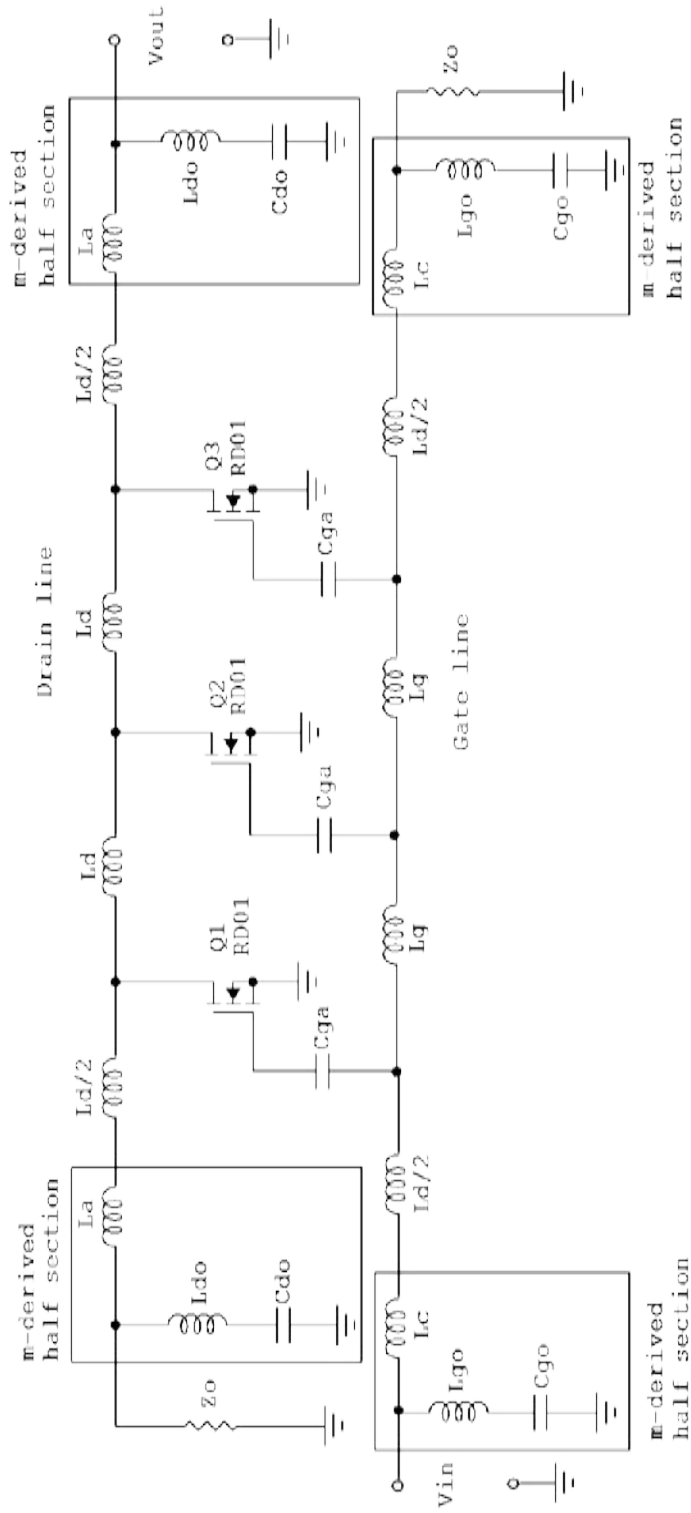 m-derived
half section
Drain line
m-derived
half section
La
Ld/2
Ld
Ld
Ld/2
La
Vout
Zo
Ldo
Cdo
Q1
RD01
Q2
RD01
Q3
RD01
Ldo
Cdo
Cga
Cga
Cga
Vin
Lc
Ld/2
Lg
Lg
Ld/2
Lc
Zo
Lgo
Cgo
Gate line
Lgo
Cgo
m-derived
half section
m-derived
half section